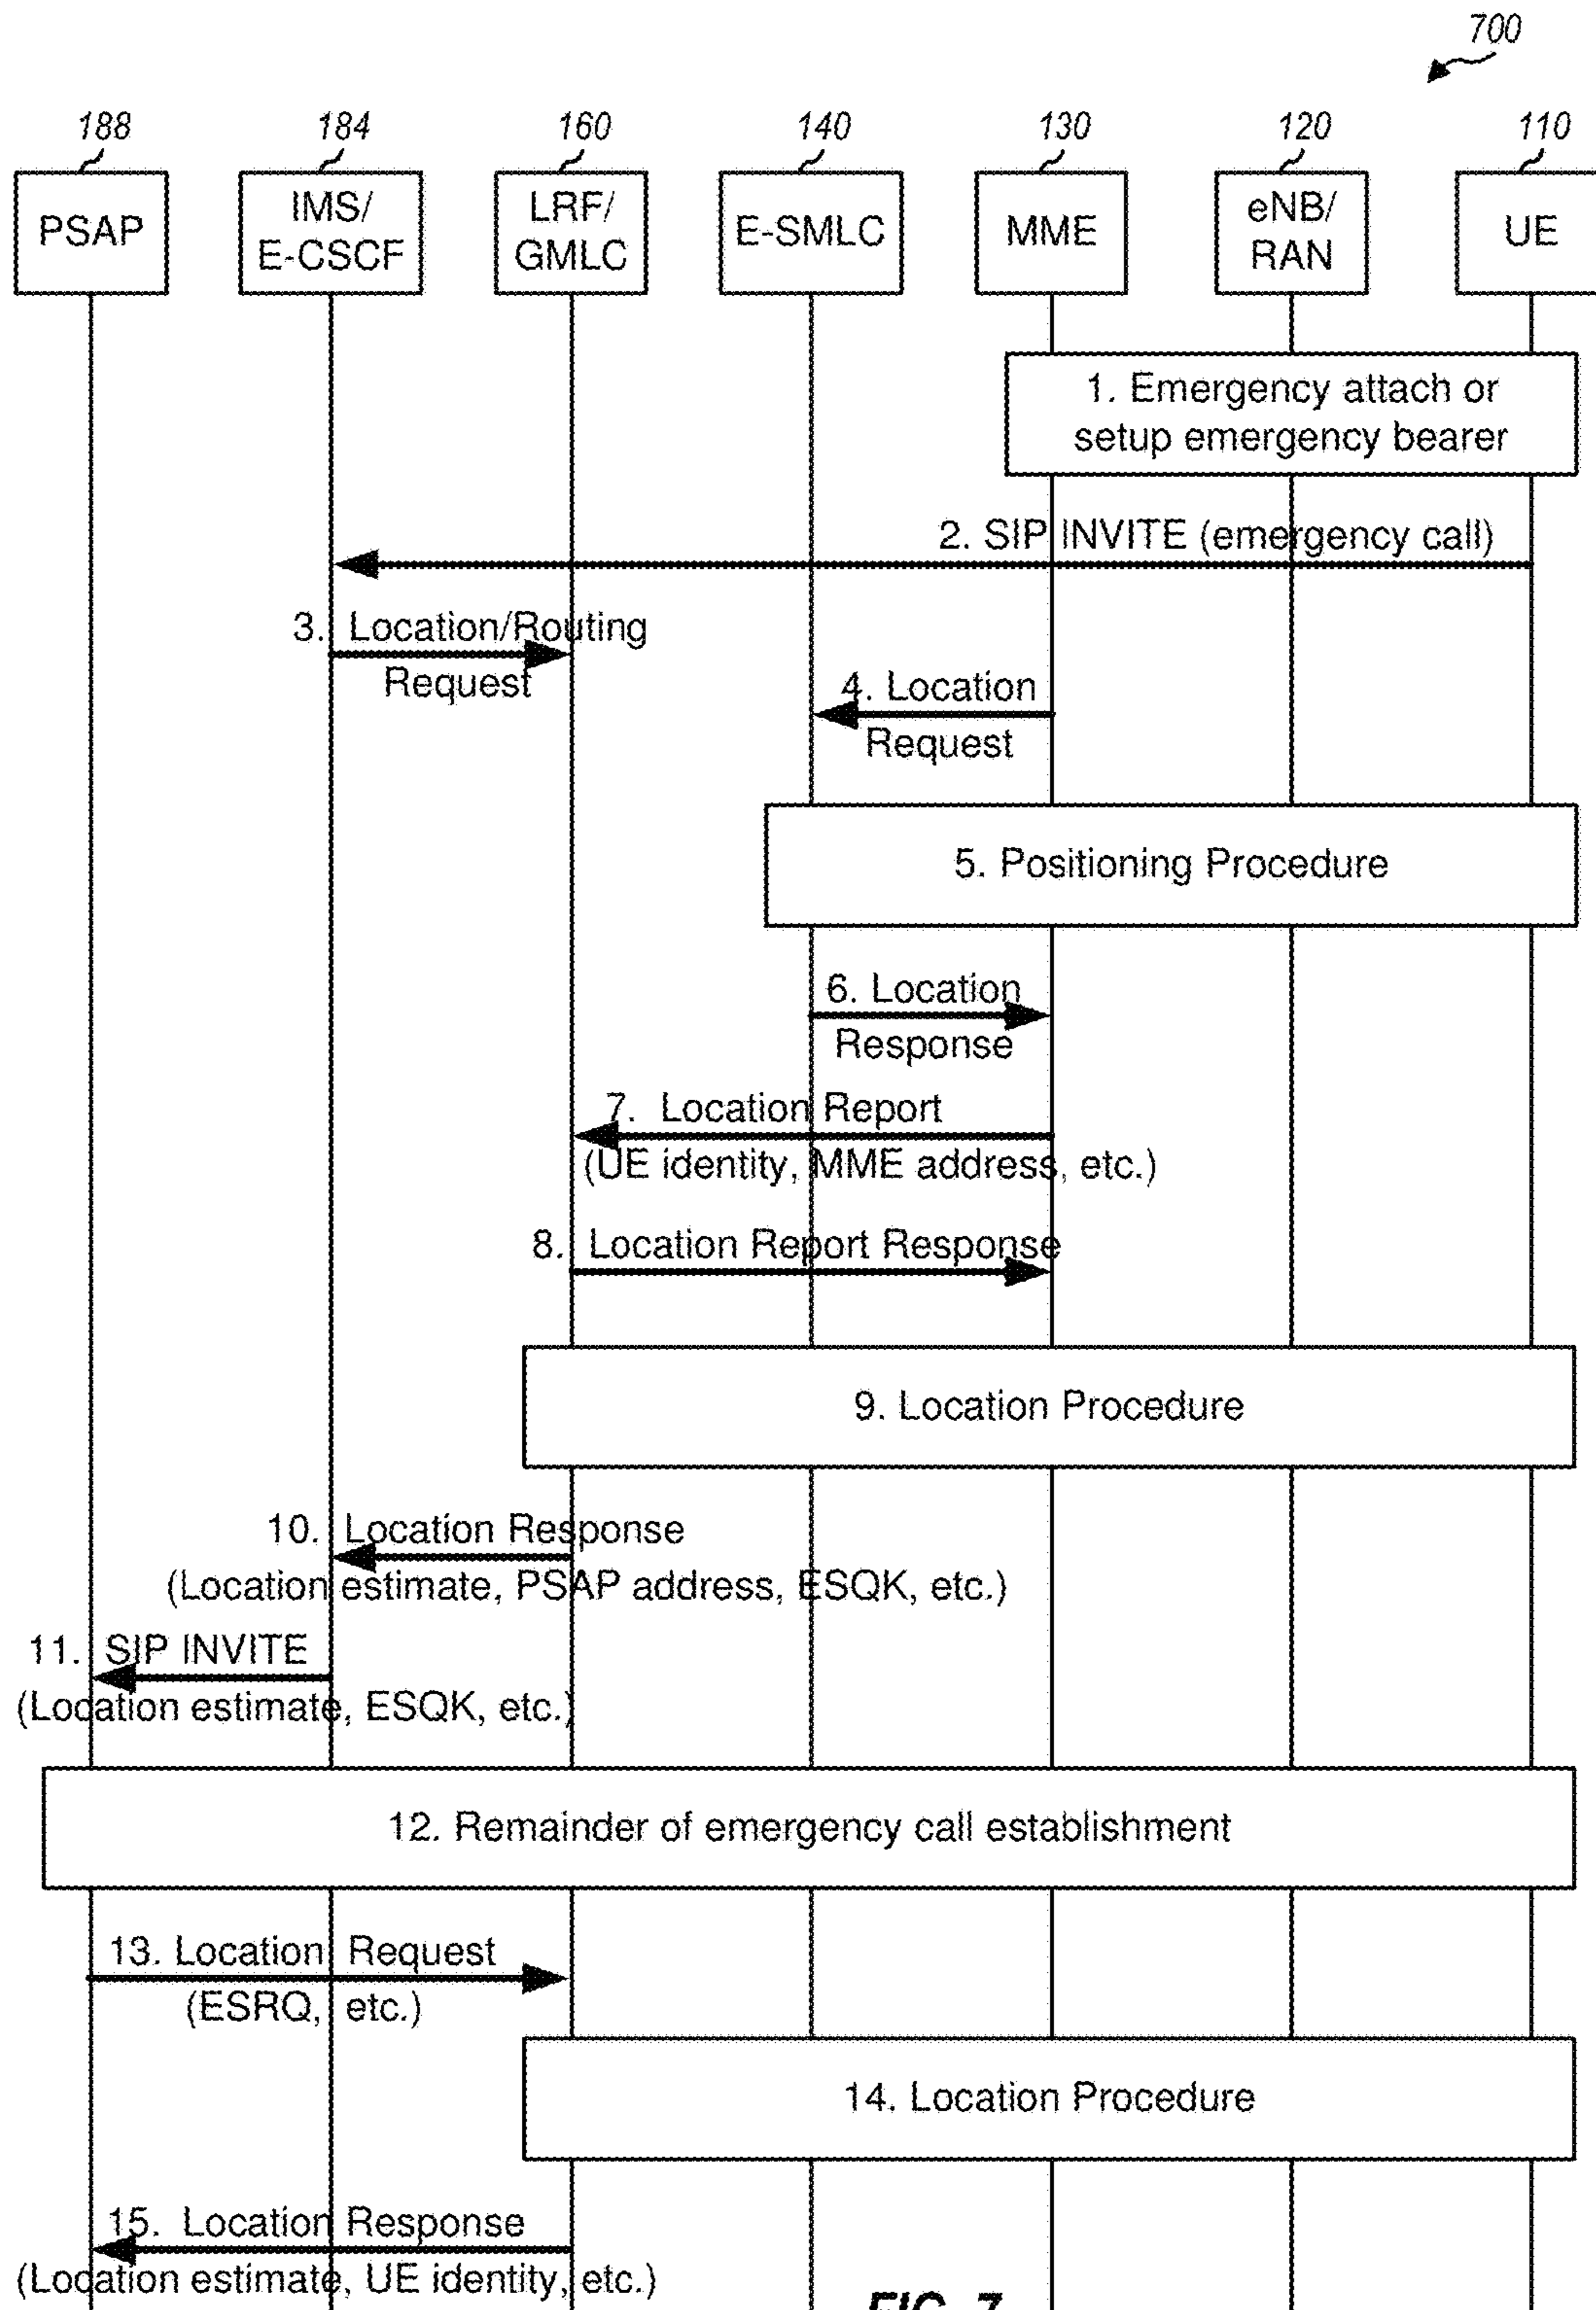 700
188
184
160
140
130
120
110
PSAP
IMS/
E-CSCF
LRF/
GMLC
E-SMLC
MME
eNB/
RAN
UE
1. Emergency attach or
setup emergency bearer
2. SIP INVITE (emergency call)
3. Location/Routing
Request
4. Location
Request
5. Positioning Procedure
6. Location
Response
7. Location Report
(UE identity, MME address, etc.)
8. Location Report Response
9. Location Procedure
10. Location Response
(Location estimate, PSAP address, ESQK, etc.)
11. SIP INVITE
(Location estimate, ESQK, etc.)
12. Remainder of emergency call establishment
13. Location Request
(ESRQ, etc.)
14. Location Procedure
15. Location Response
(Location estimate, UE identity, etc.)
FIG. 7